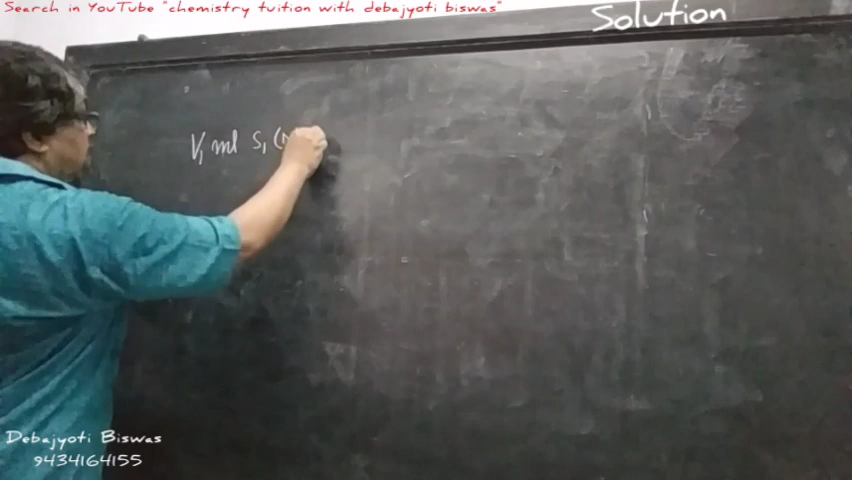 Search in YouTube "chemistry tuition with debajyoti biswas"
Solution
V₁ ml S₁ (N
Debajyoti Biswas
9434164155